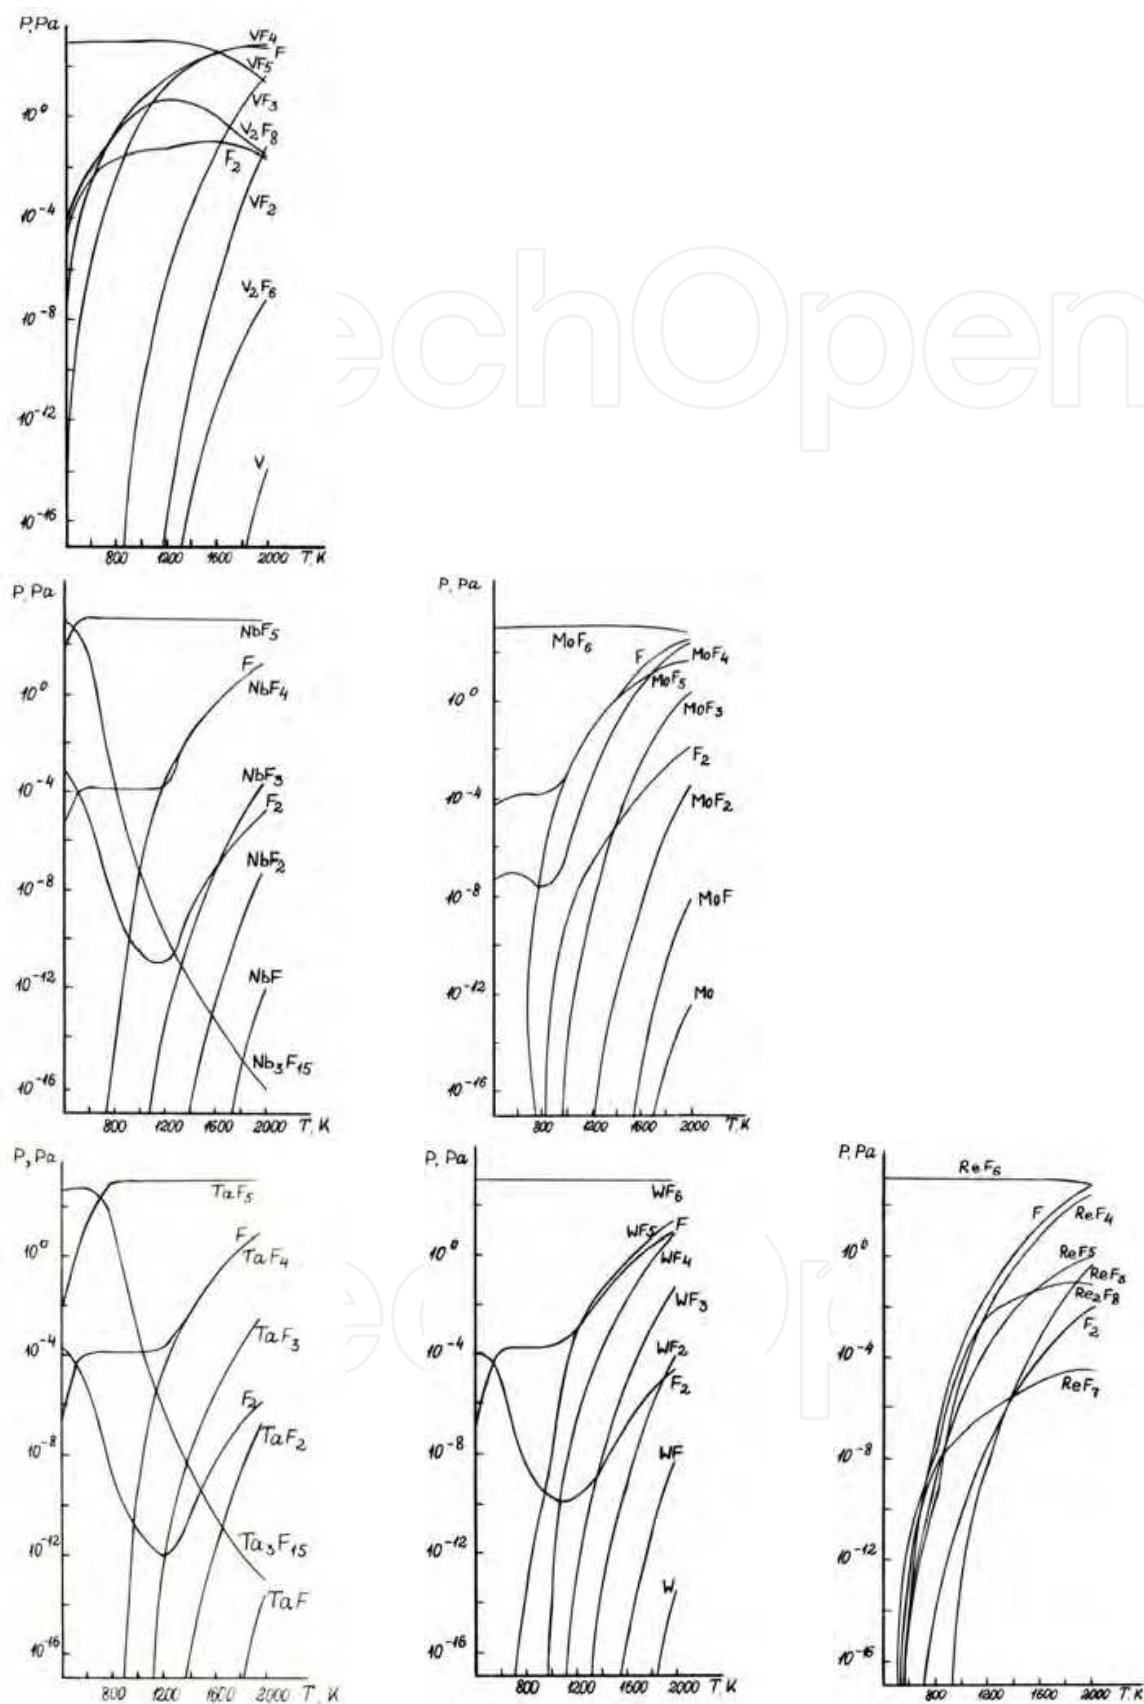 P, Pa
VF4
F
VF5
10^0
VF3
V2F8
F2
10^-4
VF2
V2F6
10^-8
10^-12
V
10^-16
800 1200 1600 2000 T, K
echOpen
P, Pa
NbF5
F
10^0
NbF4
10^-4
NbF3
F2
NbF2
10^-8
NbF
10^-12
Nb3F15
10^-16
800 1200 1600 2000 T, K
P, Pa
MoF6
F
MoF4
MoF5
10^0
MoF3
F2
10^-4
MoF2
10^-8
MoF
10^-12
Mo
10^-16
800 1200 1600 2000 T, K
P, Pa
TaF5
F
10^0
TaF4
10^-4
TaF3
F2
TaF2
10^-8
Ta3F15
10^-12
TaF
10^-16
800 1200 1600 2000 T, K
P, Pa
WF6
WF5
F
10^0
WF4
WF3
10^-4
WF2
F2
10^-8
WF
10^-12
W
10^-16
800 1200 1600 2000 T, K
P, Pa
ReF6
F
ReF4
10^0
ReF5
ReF3
Re2F8
F2
10^-4
ReF7
10^-8
10^-12
10^-16
800 1200 1600 2000 T, K